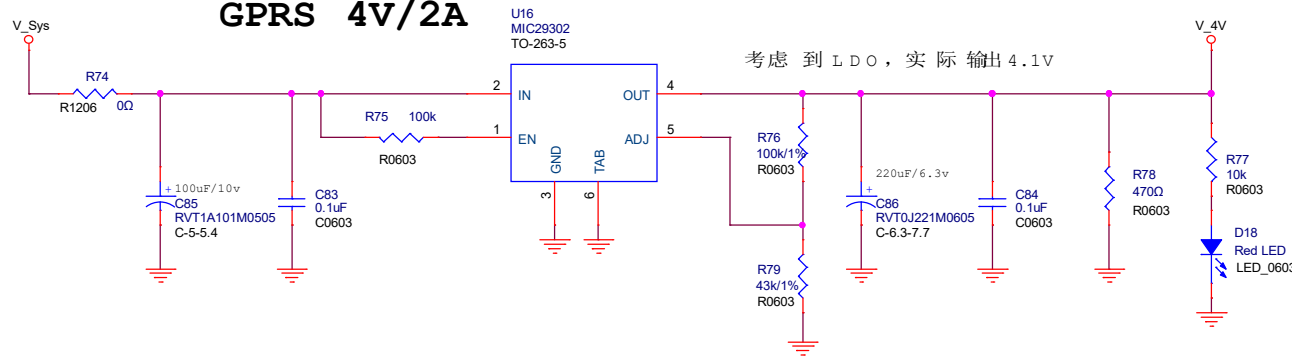 GPRS 4V/2A
V_Sys
R74
R1206 0Ω
+ 100uF/10v
C85
RVT1A101M0505
C-5-5.4
C83
0.1uF
C0603
R75 100k
R0603
U16
MIC29302
TO-263-5
2 IN
1 EN
GND
3
TAB
6
OUT 4
ADJ 5
考虑到LDO,实际输出4.1V
R76
100k/1%
R0603
R79
43k/1%
R0603
220uF/6.3v
+
C86
RVT0J221M0605
C-6.3-7.7
C84
0.1uF
C0603
R78
470Ω
R0603
V_4V
R77
10k
R0603
D18
Red LED
LED_0603